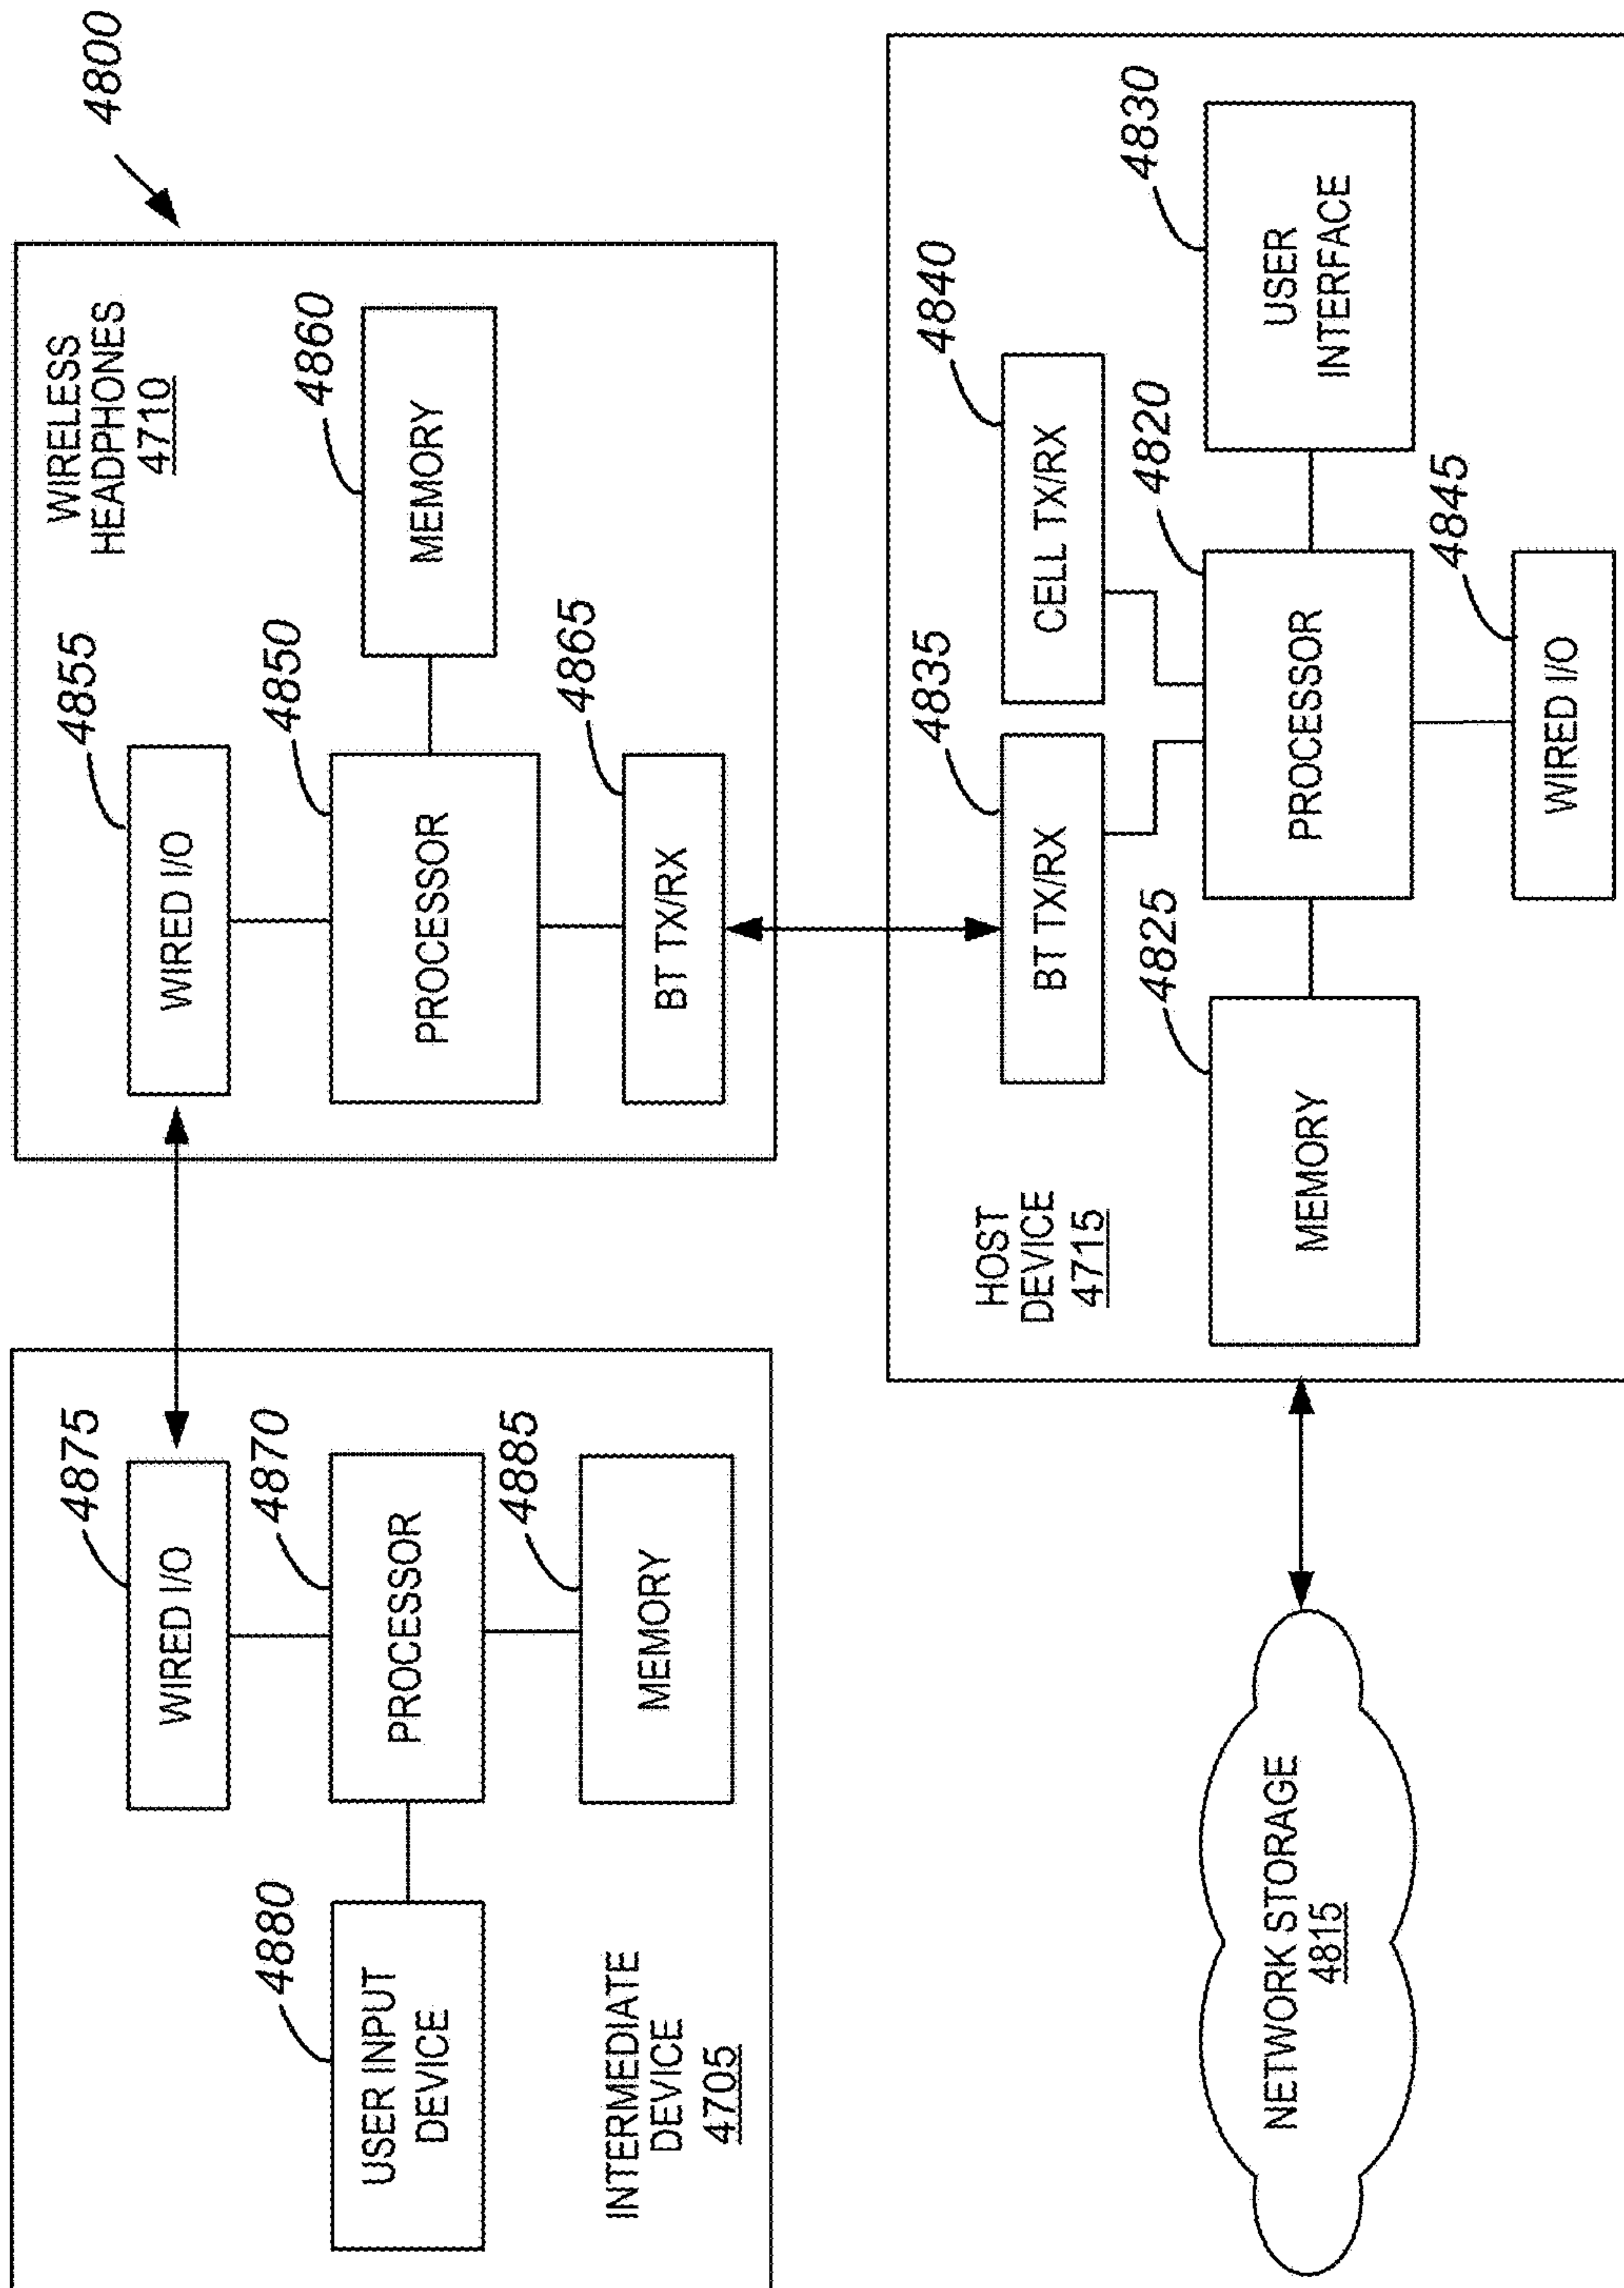 4800
WIRELESS
HEADPHONES
4710
4855
WIRED I/O
4850
PROCESSOR
4860
MEMORY
4865
BT TX/RX
4875
WIRED I/O
4870
PROCESSOR
4885
MEMORY
4880
USER INPUT
DEVICE
INTERMEDIATE
DEVICE
4705
HOST
DEVICE
4715
4835
BT TX/RX
4840
CELL TX/RX
4825
MEMORY
4820
PROCESSOR
4830
USER
INTERFACE
4845
WIRED I/O
NETWORK STORAGE
4815